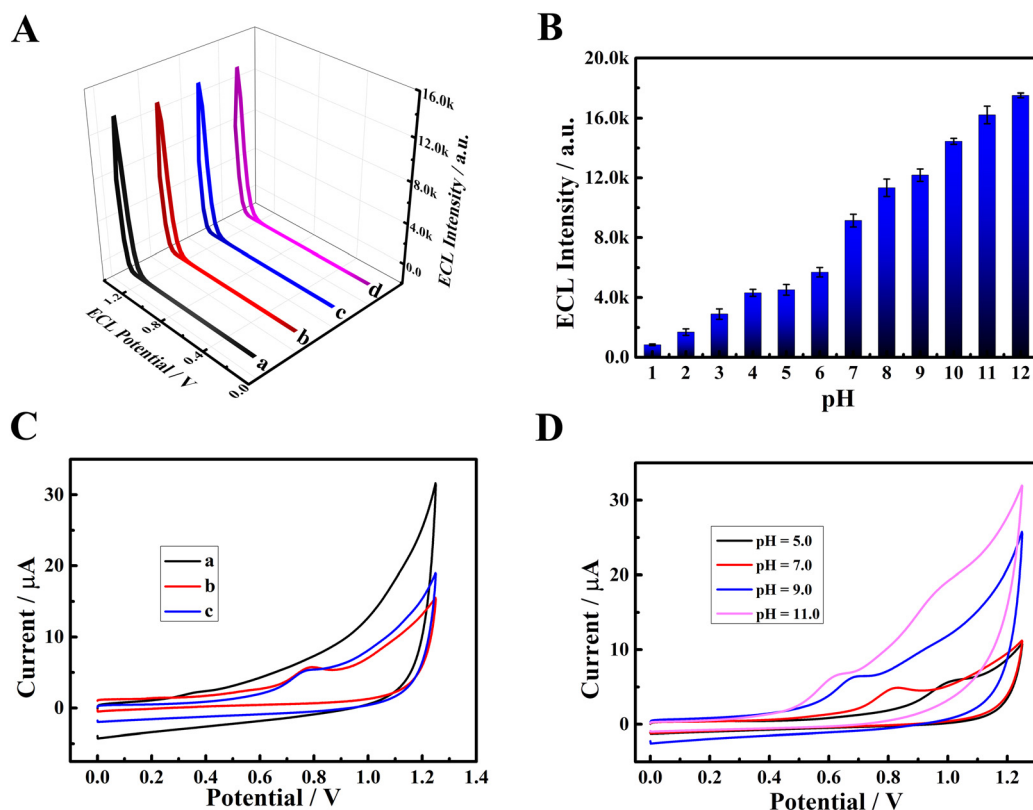 A
16.0k
12.0k
8.0k
4.0k
0.0
ECL Intensity / a.u.
1.2
0.8
0.4
0.0
ECL Potential / V
a
b
c
d
B
20.0k
16.0k
12.0k
8.0k
4.0k
0.0
ECL Intensity / a.u.
1 2 3 4 5 6 7 8 9 10 11 12
pH
C
30
20
10
0
Current / μA
a
b
c
0.0 0.2 0.4 0.6 0.8 1.0 1.2 1.4
Potential / V
D
30
20
10
0
Current / μA
pH = 5.0
pH = 7.0
pH = 9.0
pH = 11.0
0.0 0.2 0.4 0.6 0.8 1.0 1.2
Potential / V